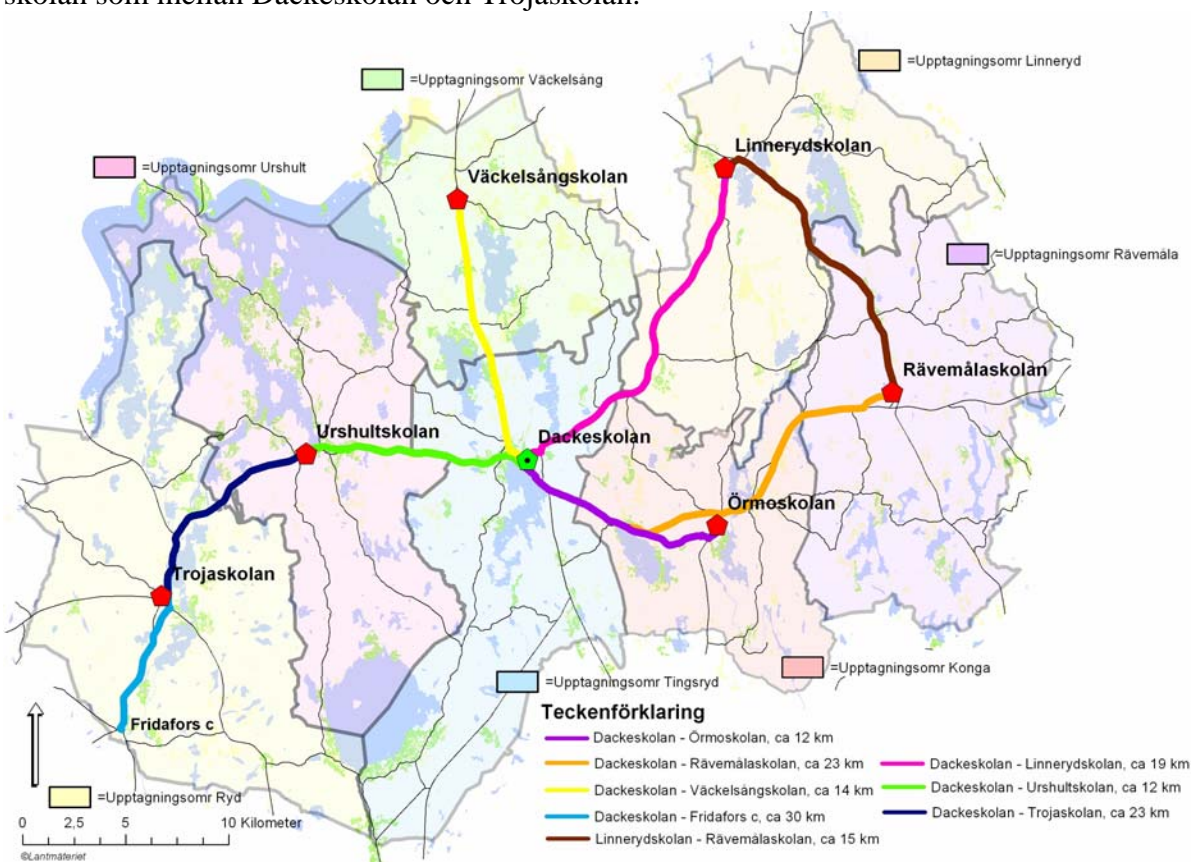 skolan som mellan Dackeskolan och Trojaskolan.
=Upptagningsomr Linneryd
=Upptagningsomr Väckelsång
Linnerydskolan
=Upptagningsomr Urshult
Väckelsångskolan
=Upptagningsomr Rävemåla
Rävemålaskolan
Urshultskolan
Dackeskolan
Örmoskolan
Trojaskolan
=Upptagningsomr Konga
=Upptagningsomr Tingsryd
Teckenförklaring
Fridafors c
Dackeskolan - Örmoskolan, ca 12 km
Dackeskolan - Rävemålaskolan, ca 23 km
Dackeskolan - Linnerydskolan, ca 19 km
Dackeskolan - Väckelsångskolan, ca 14 km
Dackeskolan - Urshultskolan, ca 12 km
Dackeskolan - Fridafors c, ca 30 km
Dackeskolan - Trojaskolan, ca 23 km
Linnerydskolan - Rävemålaskolan, ca 15 km
=Upptagningsomr Ryd
0 2,5 5 10 Kilometer
©Lantmäteriet